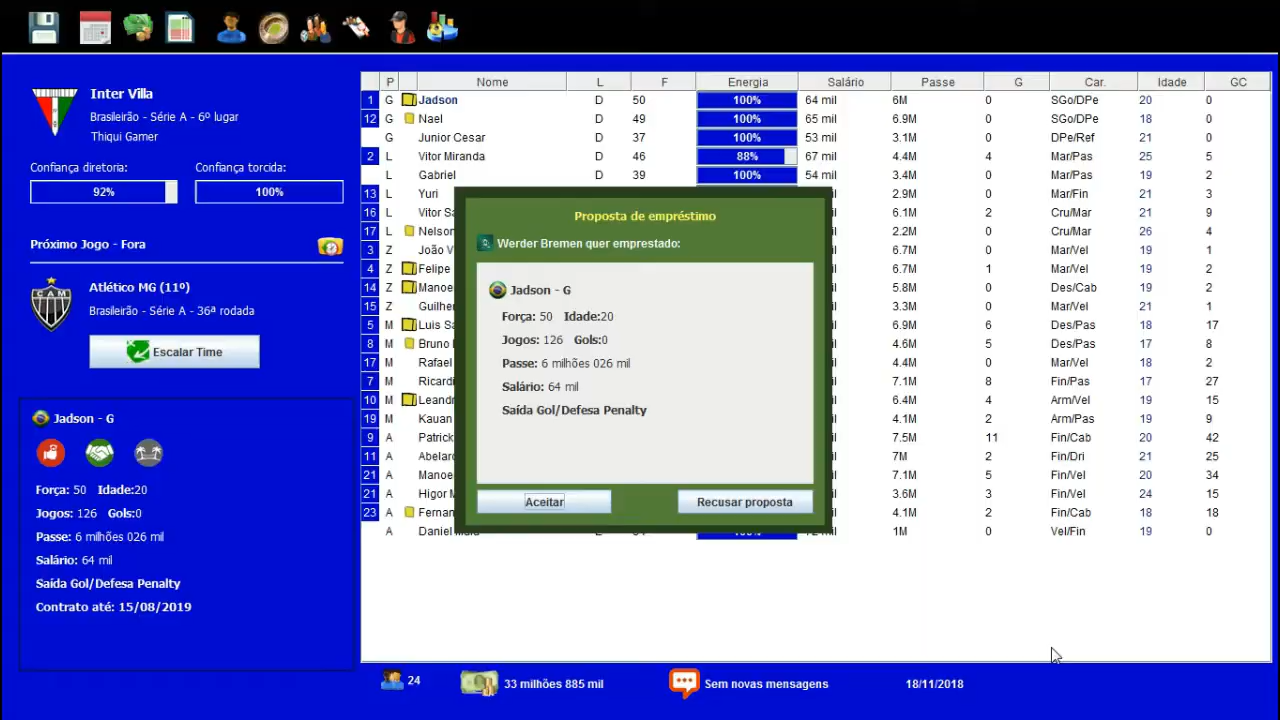 Inter Villa
Brasileirão - Série A - 6º lugar
Thiqui Gamer
Confiança diretoria: Confiança torcida:
92% 100%
Próximo Jogo - Fora
CAM
Atlético MG (11º)
Brasileirão - Série A - 36ª rodada
Escalar Time
Jadson - G
Força: 50 Idade:20
Jogos: 126 Gols:0
Passe: 6 milhões 026 mil
Salário: 64 mil
Saída Gol/Defesa Penalty
Contrato até: 15/08/2019
P Nome L F Energia Salário Passe G Car. Idade GC
1 G Jadson D 50 100% 64 mil 6M 0 SGo/DPe 20 0
12 G Nael D 49 100% 65 mil 6.9M 0 SGo/DPe 18 0
G Junior Cesar D 37 100% 53 mil 3.1M 0 DPe/Ref 21 0
2 L Vitor Miranda D 46 88% 67 mil 4.4M 4 Mar/Pas 25 5
L Gabriel D 39 100% 54 mil 3.4M 0 Mar/Pas 19 2
13 L Yuri 2.9M 0 Mar/Fin 21 3
16 L Vitor 6.1M 2 Cru/Mar 21 9
17 L Nelson 2.2M 0 Cru/Mar 26 4
3 Z João 6.7M 0 Mar/Vel 19 1
4 Z Felipe 6.7M 1 Mar/Vel 19 2
14 Z Manoe 5.8M 0 Des/Cab 19 2
15 Z Guilhe 3.3M 0 Mar/Vel 21 1
5 M Luis 6.9M 6 Des/Pas 18 17
8 M Bruno 4.6M 5 Des/Pas 17 8
17 M Rafael 4.4M 0 Mar/Vel 18 2
7 M Ricard 7.1M 8 Fin/Pas 17 27
10 M Leand 6.4M 4 Arm/Vel 19 15
19 M Kauan 4.1M 2 Arm/Pas 19 9
9 A Patric 7.5M 11 Fin/Cab 20 42
11 A Abelar 7M 2 Fin/Dri 21 25
21 A Manoe 7.1M 5 Fin/Vel 20 34
21 A Higor 3.6M 3 Fin/Vel 24 15
23 A Fernan 4.1M 2 Fin/Cab 18 18
A Daniel 1M 0 Vel/Fin 19 0
Proposta de empréstimo
Werder Bremen quer emprestado:
Jadson - G
Força: 50 Idade:20
Jogos: 126 Gols:0
Passe: 6 milhões 026 mil
Salário: 64 mil
Saída Gol/Defesa Penalty
Aceitar Recusar proposta
24 33 milhões 885 mil Sem novas mensagens 18/11/2018